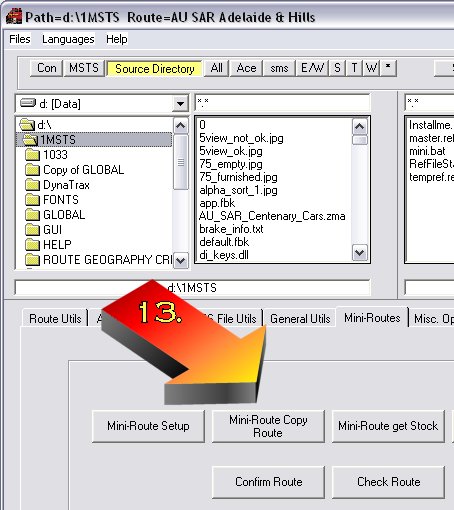 Path=d:\1MSTS Route=AU SAR Adelaide & Hills
Files Languages Help
Con MSTS Source Directory All Ace sms E/W S T W *
d: [Data] *.*
d:\
1MSTS
1033
Copy of GLOBAL
DynaTrax
FONTS
GLOBAL
GUI
HELP
ROUTE GEOGRAPHY CRI
0
5view_not_ok.jpg
5view_ok.jpg
75_empty.jpg
75_furnished.jpg
alpha_sort_1.jpg
app.fbk
AU_SAR_Centenary_Cars.zma
brake_info.txt
default.fbk
di_keys.dll
*.*
Installme.
master.ref
mini.bat
RefFileSta
tempref.re
d:\1MSTS
13.
Route Utils File Utils General Utils Mini-Routes Misc. Op
Mini-Route Setup
Mini-Route Copy
Route
Mini-Route get Stock
Confirm Route Check Route